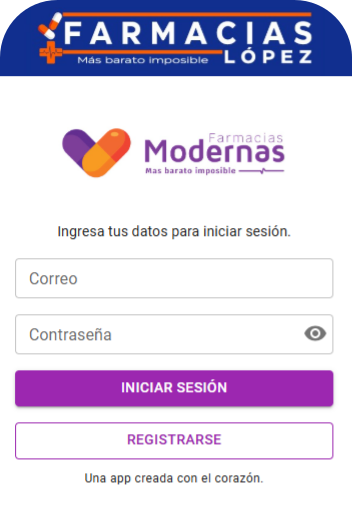 FARMACIAS
Más barato imposible LÓPEZ
Farmacias
Modernas
Mas barato imposible
Ingresa tus datos para iniciar sesión.
Correo
Contraseña
INICIAR SESIÓN
REGISTRARSE
Una app creada con el corazón.